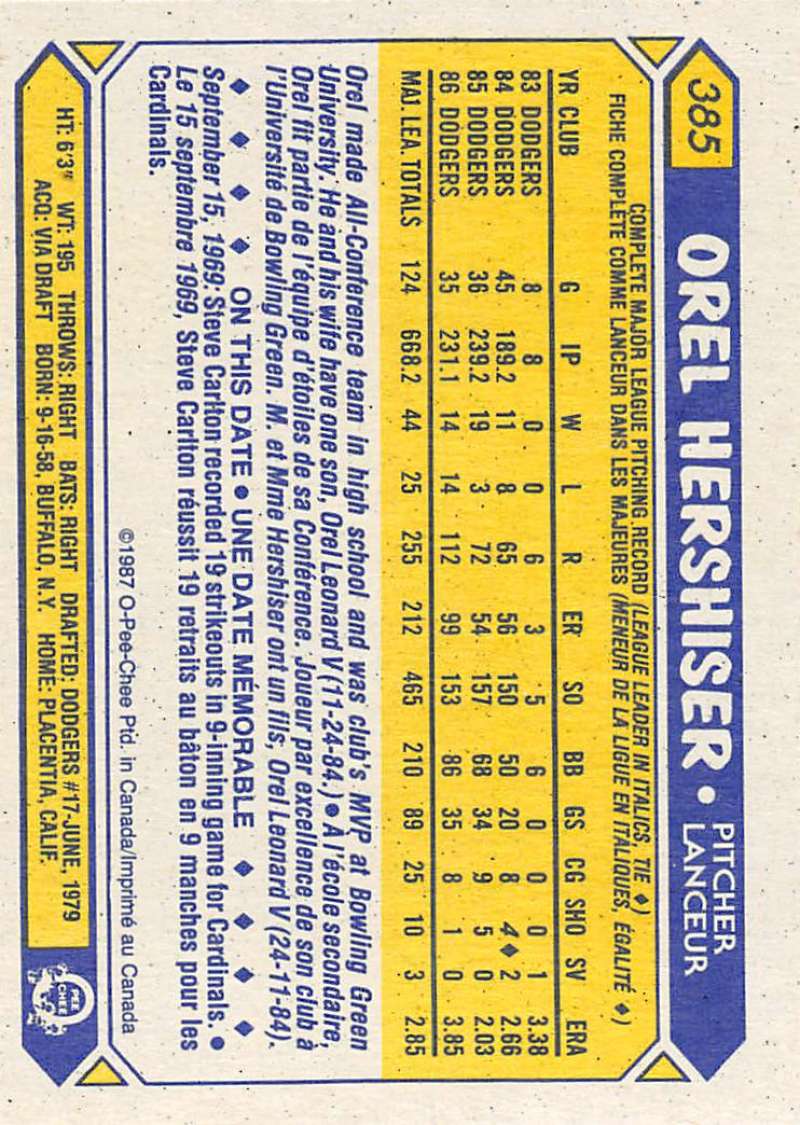 385
OREL HERSHISER • PITCHER
LANCEUR
COMPLETE MAJOR LEAGUE PITCHING RECORD (LEAGUE LEADER IN ITALICS, TIE ♦)
FICHE COMPLÈTE COMME LANCEUR DANS LES MAJEURES (MENEUR DE LA LIGUE EN ITALIQUES, ÉGALITÉ ♦)
YR CLUB G IP W L R ER SO BB GS CG SHO SV ERA
83 DODGERS 8 8 0 0 6 3 5 6 0 0 0 1 3.38
84 DODGERS 45 189.2 11 8 65 56 150 50 20 8 4♦ 2 2.66
85 DODGERS 36 239.2 19 3 72 54 157 68 34 9 5 0 2.03
86 DODGERS 35 231.1 14 14 112 99 153 86 35 8 1 0 3.85
MAJ. LEA. TOTALS 124 668.2 44 25 255 212 465 210 89 25 10 3 2.85
Orel made All-Conference team in high school and was club's MVP at Bowling Green
University. He and his wife have one son, Orel Leonard V (11-24-84.) • À l'école secondaire,
Orel fit partie de l'équipe d'étoiles de sa Conférence. Joueur par excellence de son club à
l'Université de Bowling Green. M. et Mme Hershiser ont un fils, Orel Leonard V (24-11-84).
♦ ♦ ♦ ♦ ON THIS DATE • UNE DATE MÉMORABLE ♦ ♦ ♦ ♦
September 15, 1969: Steve Carlton recorded 19 strikeouts in 9-inning game for Cardinals. •
Le 15 septembre 1969, Steve Carlton réussit 19 retraits au bâton en 9 manches pour les
Cardinals.
©1987 O-Pee-Chee Ptd. in Canada/Imprimé au Canada
HT: 6'3" WT: 195 THROWS: RIGHT BATS: RIGHT DRAFTED: DODGERS #17-JUNE, 1979
ACQ: VIA DRAFT BORN: 9-16-58, BUFFALO, N.Y. HOME: PLACENTIA, CALIF.
O
PEE
CHEE